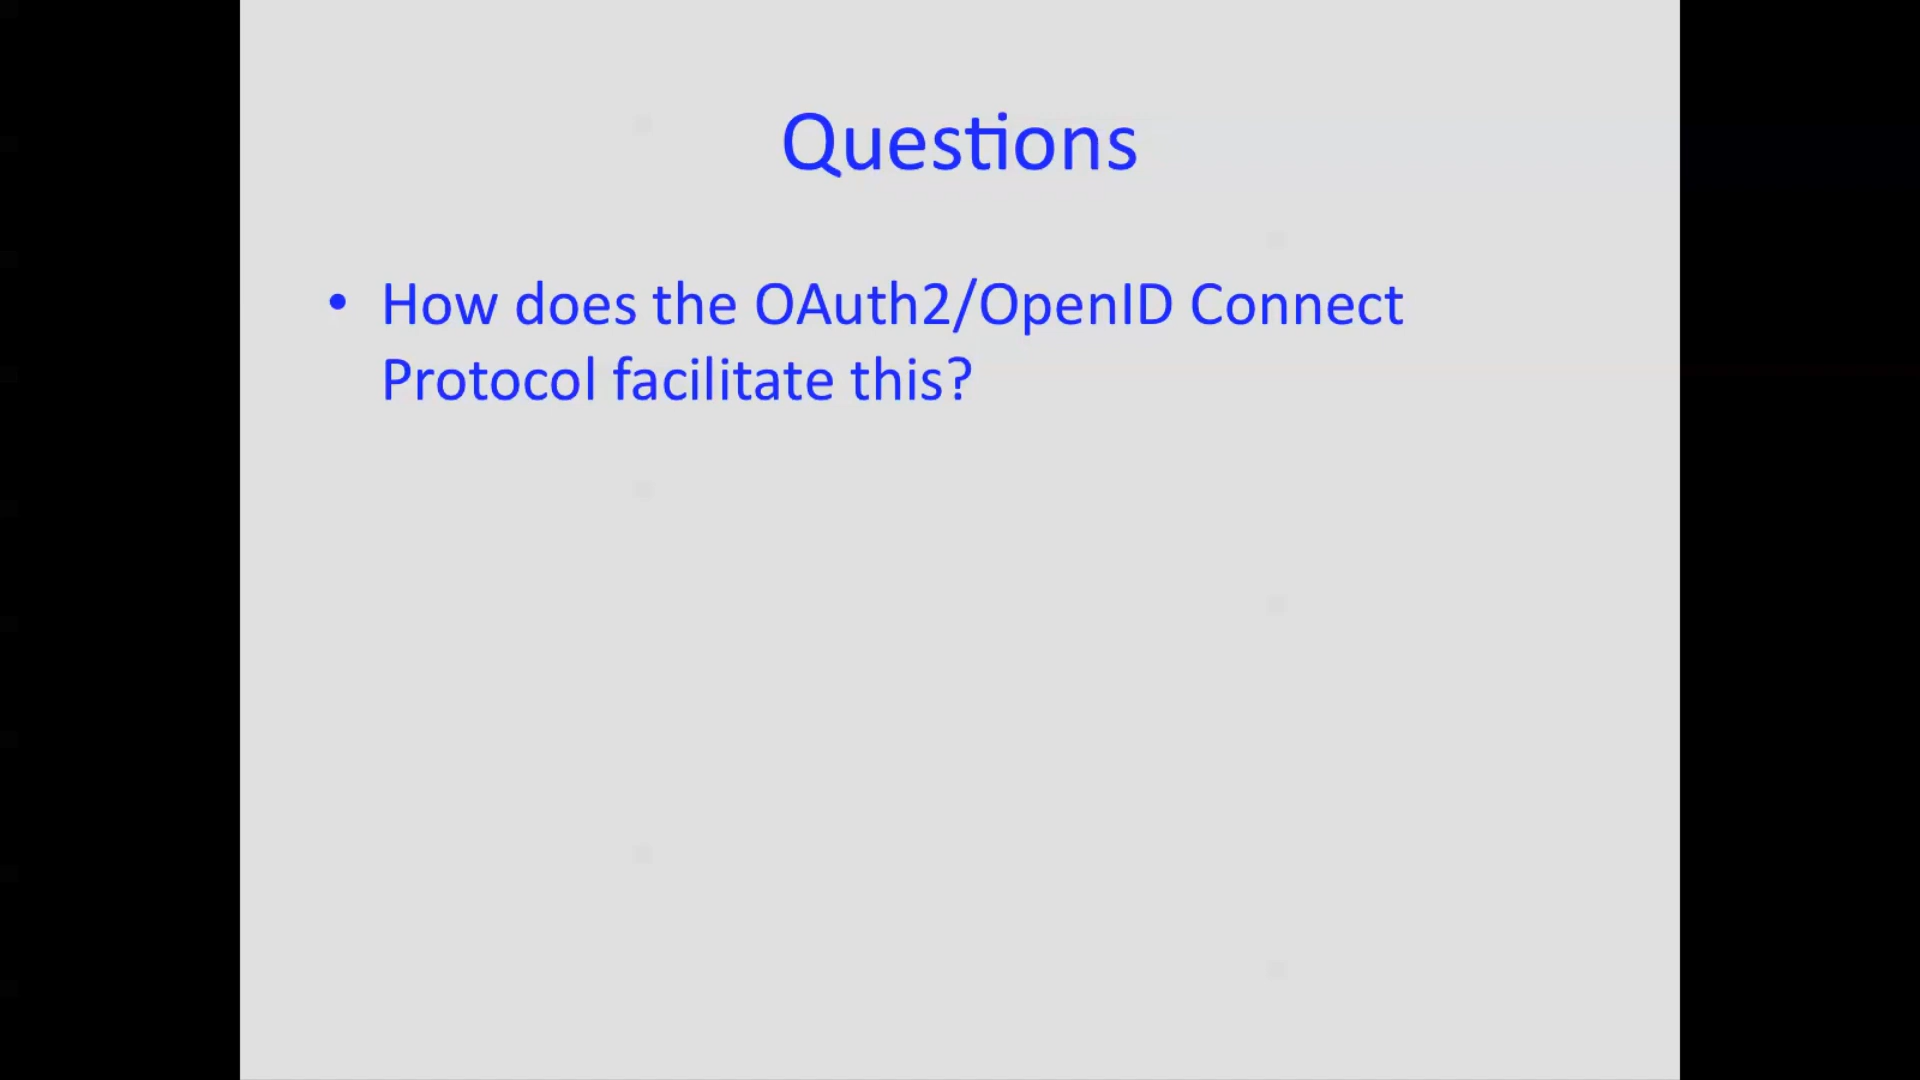 Questions
• How does the OAuth2/OpenID Connect
Protocol facilitate this?